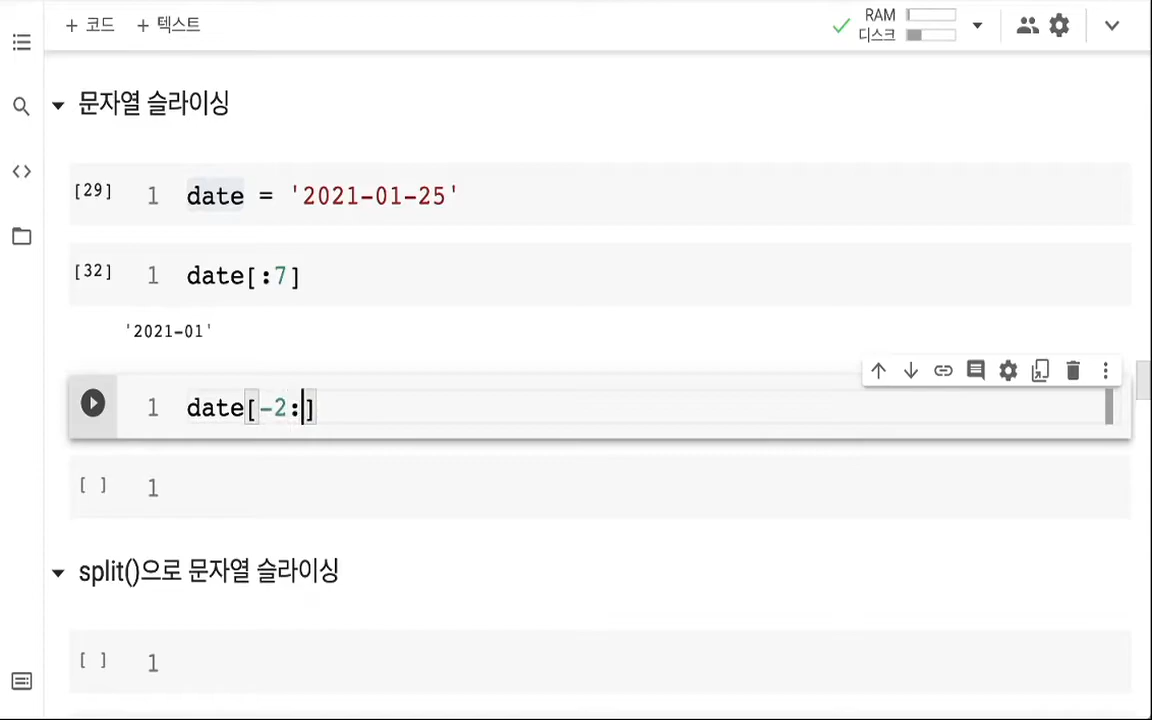 + 코드 + 텍스트
RAM
디스크
문자열 슬라이싱
[29] 1 date = '2021-01-25'
[32] 1 date[:7]
'2021-01'
1 date[-2:]
[ ] 1
split()으로 문자열 슬라이싱
[ ] 1